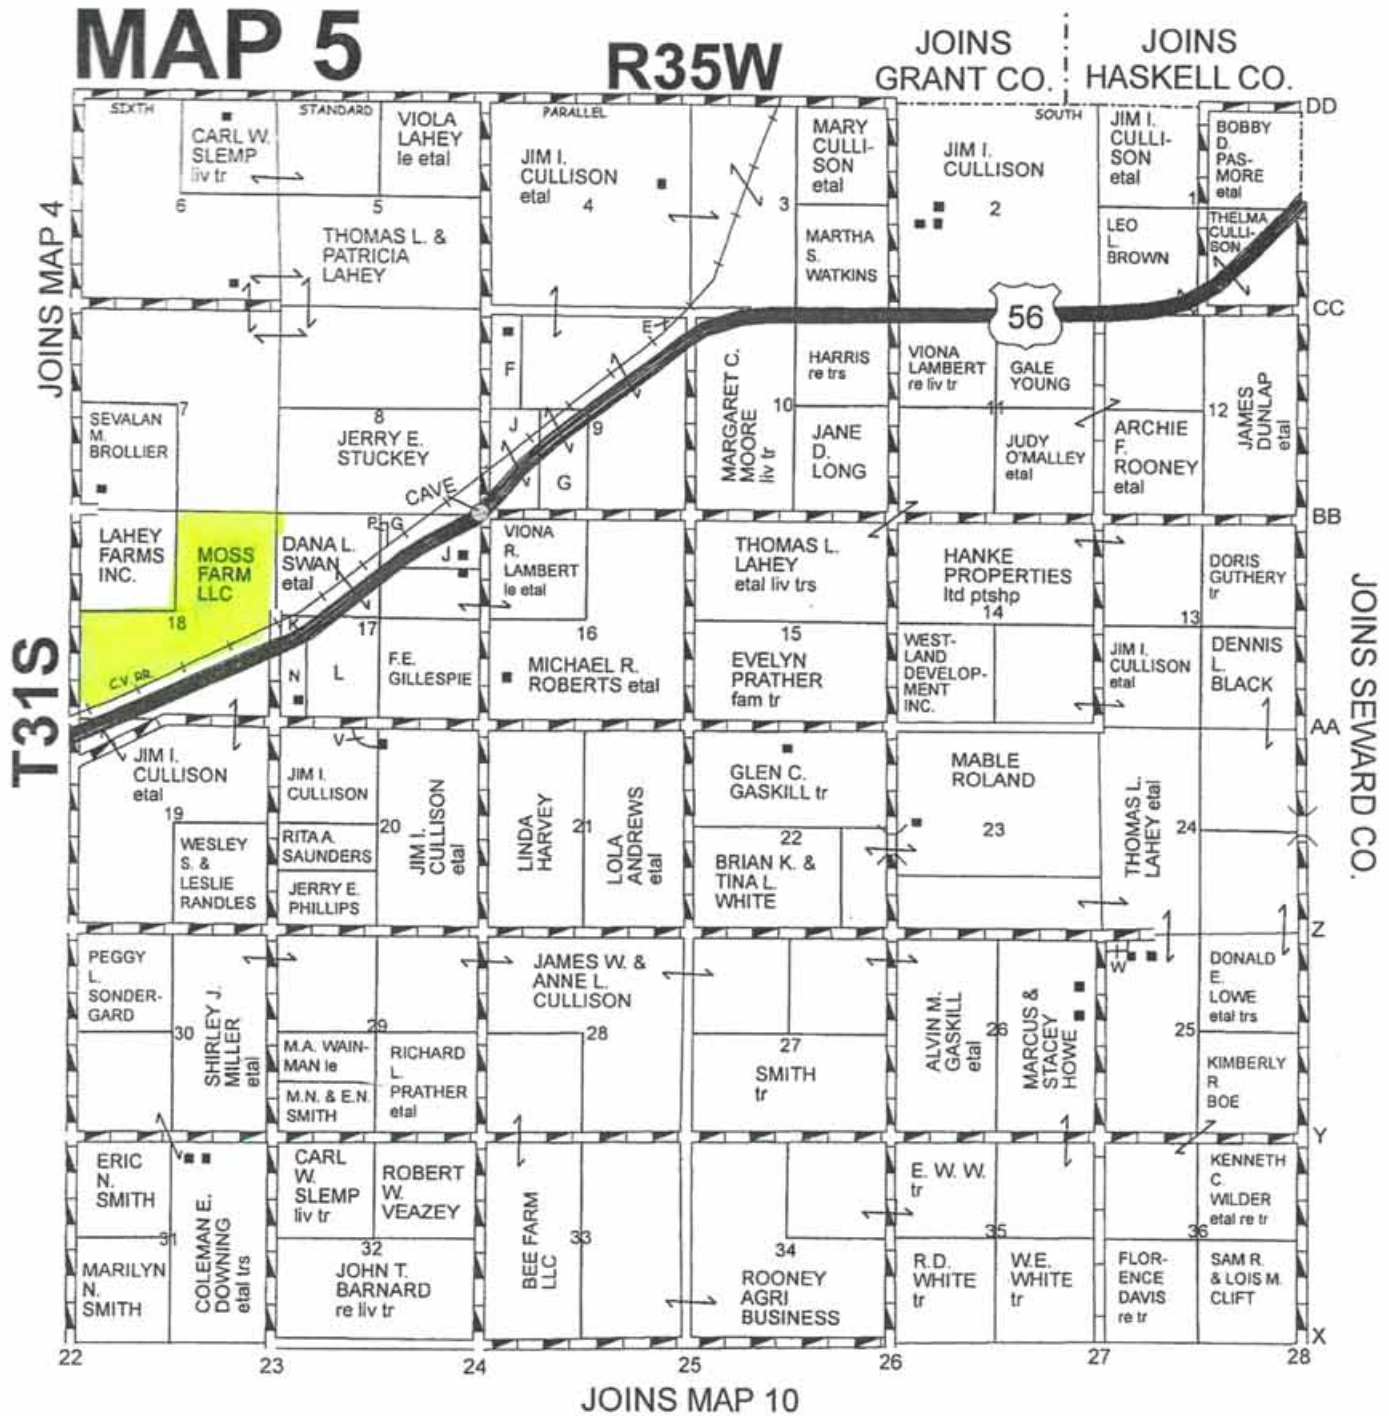 MAP 5
R35W
JOINS
GRANT CO.
JOINS
HASKELL CO.
SIXTH
STANDARD
PARALLEL
SOUTH
DD
CARL W.
SLEMP
liv tr
VIOLA
LAHEY
le etal
JIM I.
CULLISON
etal
MARY
CULLI-
SON
etal
JIM I.
CULLISON
JIM I.
CULLI-
SON
etal
BOBBY
D.
PAS-
MORE
etal
6
5
4
3
2
1
JOINS MAP 4
THOMAS L. &
PATRICIA
LAHEY
MARTHA
S.
WATKINS
LEO
L.
BROWN
THELMA
CULLI-
SON
CC
56
E
F
MARGARET C.
MOORE
liv tr
HARRIS
re trs
VIONA
LAMBERT
re liv tr
GALE
YOUNG
JAMES
DUNLAP
etal
7
8
9
10
11
12
SEVALAN
M.
BROLLIER
JERRY E.
STUCKEY
J
G
JANE
D.
LONG
JUDY
O'MALLEY
etal
ARCHIE
F.
ROONEY
etal
CAVE
BB
LAHEY
FARMS
INC.
MOSS
FARM
LLC
DANA L.
SWAN
etal
P
G
J
VIONA
R.
LAMBERT
le etal
THOMAS L.
LAHEY
etal liv trs
HANKE
PROPERTIES
ltd ptshp
DORIS
GUTHERY
tr
18
17
16
15
14
13
T31S
C.V. RR.
K
N
L
F.E.
GILLESPIE
MICHAEL R.
ROBERTS etal
EVELYN
PRATHER
fam tr
WEST-
LAND
DEVELOP-
MENT
INC.
JIM I.
CULLISON
etal
DENNIS
L.
BLACK
JOINS SEWARD CO.
AA
JIM I.
CULLISON
etal
V
JIM I.
CULLISON
JIM I.
CULLISON
etal
LINDA
HARVEY
LOLA
ANDREWS
etal
GLEN C.
GASKILL tr
MABLE
ROLAND
THOMAS L.
LAHEY etal
19
20
21
22
23
24
WESLEY
S. &
LESLIE
RANDLES
RITA A.
SAUNDERS
JERRY E.
PHILLIPS
BRIAN K. &
TINA L.
WHITE
Z
PEGGY
L.
SONDER-
GARD
SHIRLEY J.
MILLER
etal
JAMES W. &
ANNE L.
CULLISON
ALVIN M.
GASKILL
etal
MARCUS &
STACEY
HOWE
W
DONALD
E.
LOWE
etal trs
30
29
28
27
26
25
M.A. WAIN-
MAN le
M.N. & E.N.
SMITH
RICHARD
L.
PRATHER
etal
SMITH
tr
KIMBERLY
R.
BOE
Y
ERIC
N.
SMITH
COLEMAN E.
DOWNING
etal trs
CARL
W.
SLEMP
liv tr
ROBERT
W.
VEAZEY
BEE FARM
LLC
E. W. W.
tr
KENNETH
C.
WILDER
etal re tr
31
32
33
34
35
36
MARILYN
N.
SMITH
JOHN T.
BARNARD
re liv tr
ROONEY
AGRI
BUSINESS
R.D.
WHITE
tr
W.E.
WHITE
tr
FLOR-
ENCE
DAVIS
re tr
SAM R.
& LOIS M.
CLIFT
X
22
23
24
25
26
27
28
JOINS MAP 10